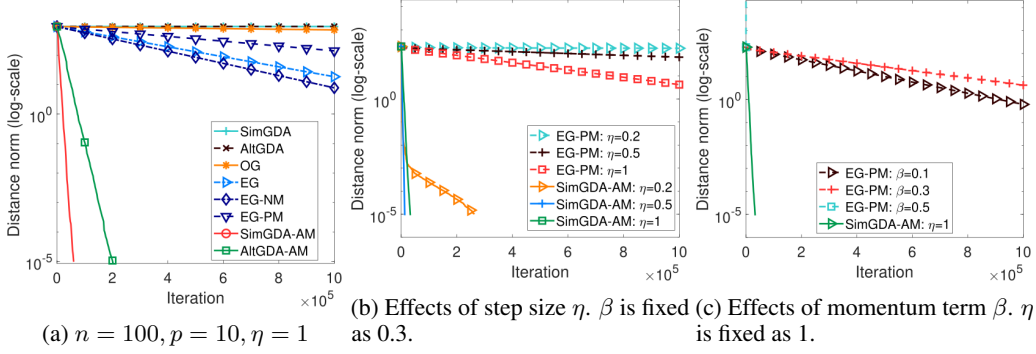 Distance norm (log-scale)
10^0
10^-5
SimGDA
AltGDA
OG
EG
EG-NM
EG-PM
SimGDA-AM
AltGDA-AM
0 2 4 6 8 10
Iteration
×10^5
(a) n = 100, p = 10, η = 1
Distance norm (log-scale)
10^0
10^-5
EG-PM: η=0.2
EG-PM: η=0.5
EG-PM: η=1
SimGDA-AM: η=0.2
SimGDA-AM: η=0.5
SimGDA-AM: η=1
0 2 4 6 8 10
Iteration
×10^5
(b) Effects of step size η. β is fixed
as 0.3.
Distance norm (log-scale)
10^0
10^-5
EG-PM: β=0.1
EG-PM: β=0.3
EG-PM: β=0.5
SimGDA-AM: η=1
0 2 4 6 8 10
Iteration
×10^5
(c) Effects of momentum term β. η
is fixed as 1.